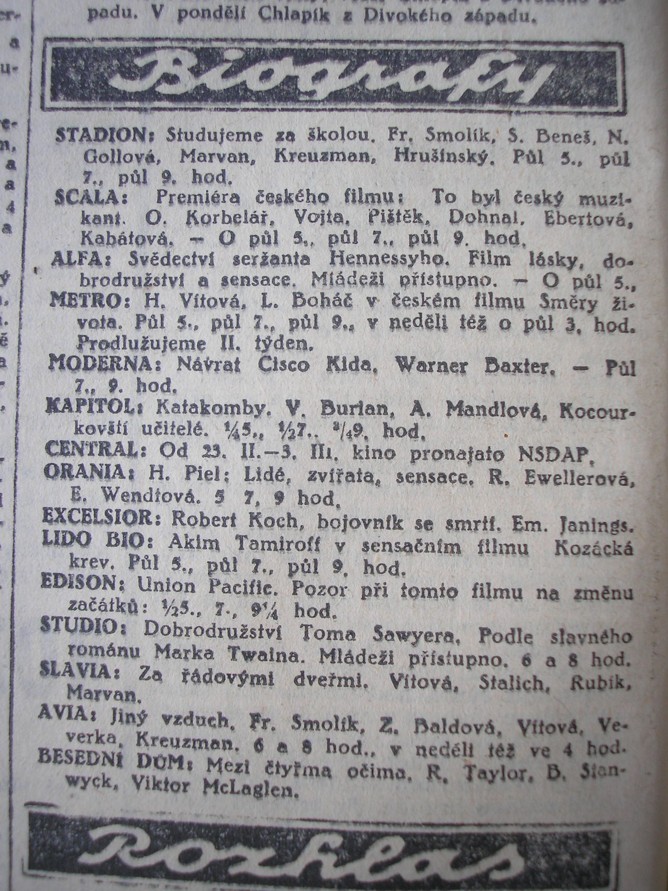 padu. V pondělí Chlapík z Divokého západu.
Biografy
STADION: Studujeme za školou. Fr. Smolík, S. Beneš, N.
Gollová, Marvan, Kreuzman, Hrušínský. Půl 5., půl
7., půl 9. hod.
SCALA: Premiéra českého filmu: To byl český muzi-
kant. O. Korbelář, Vojta, Pištěk, Dohnal, Ebertová,
Kabátová. — O půl 5., půl 7., půl 9. hod.
ALFA: Svědectví seržanta Hennessyho. Film lásky, do-
brodružství a sensace. Mládeži přístupno. — O půl 5.,
METRO: H. Vítová, L. Boháč v českém filmu Směry ži-
vota. Půl 5., půl 7., půl 9., v neděli též o půl 3. hod.
Prodlužujeme II. týden.
MODERNA: Návrat Cisco Kida, Warner Baxter. — Půl
7., 9. hod.
KAPITOL: Katakomby. V. Burian, A. Mandlová, Kocour-
kovští učitelé. ¼5., ½7., ¾9. hod.
CENTRAL: Od 23. II.—3. III. kino pronajato NSDAP.
ORANIA: H. Piel: Lidé, zvířata, sensace. R. Ewellerová,
E. Wendtová. 5 7, 9 hod.
EXCELSIOR: Robert Koch, bojovník se smrtí. Em. Janings.
LIDO BIO: Akim Tamiroff v sensačním filmu Kozácká
krev. Půl 5., půl 7., půl 9. hod.
EDISON: Union Pacific. Pozor při tomto filmu na změnu
začátků: ½5., 7., 9¼ hod.
STUDIO: Dobrodružství Toma Sawyera. Podle slavného
románu Marka Twaina. Mládeži přístupno. 6 a 8 hod.
SLAVIA: Za řádovými dveřmi. Vítová, Stalich, Rubík,
Marvan.
AVIA: Jiný vzduch. Fr. Smolík, Z. Baldová, Vítová, Ve-
verka, Kreuzman. 6 a 8 hod., v neděli též ve 4 hod.
BESEDNÍ DŮM: Mezi čtyřma očima. R. Taylor, B. Stan-
wyck, Viktor McLaglen.
Rozhlas